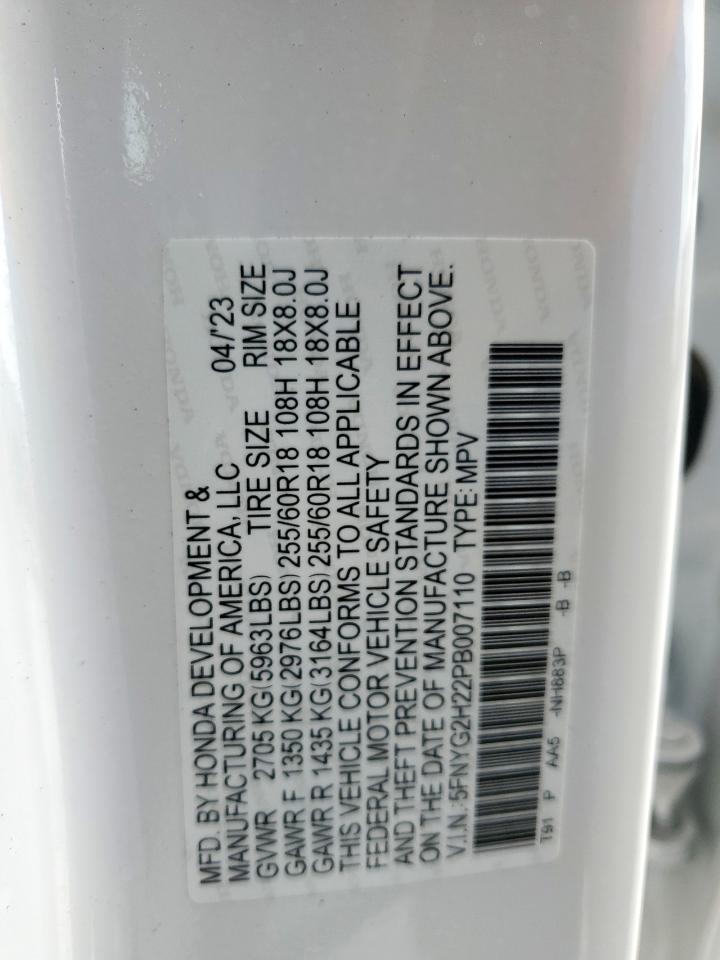 MFD. BY HONDA DEVELOPMENT &
MANUFACTURING OF AMERICA, LLC 04/'23
GVWR 2705 KG(5963LBS) TIRE SIZE RIM SIZE
GAWR F 1350 KG(2976LBS) 255/60R18 108H 18X8.0J
GAWR R 1435 KG(3164LBS) 255/60R18 108H 18X8.0J
THIS VEHICLE CONFORMS TO ALL APPLICABLE
FEDERAL MOTOR VEHICLE SAFETY
AND THEFT PREVENTION STANDARDS IN EFFECT
ON THE DATE OF MANUFACTURE SHOWN ABOVE.
V.I.N.:5FNYG2H22PB007110 TYPE:MPV
T91 P AA5 -NH883P -B -B